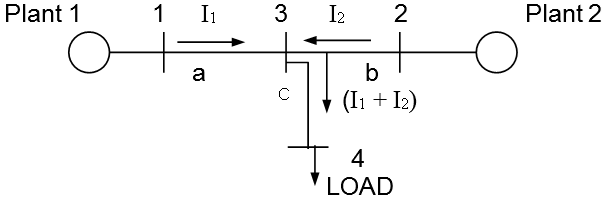 Plant 1 1 I₁ 3 I₂ 2 Plant 2
a b
c (I₁ + I₂)
4
LOAD